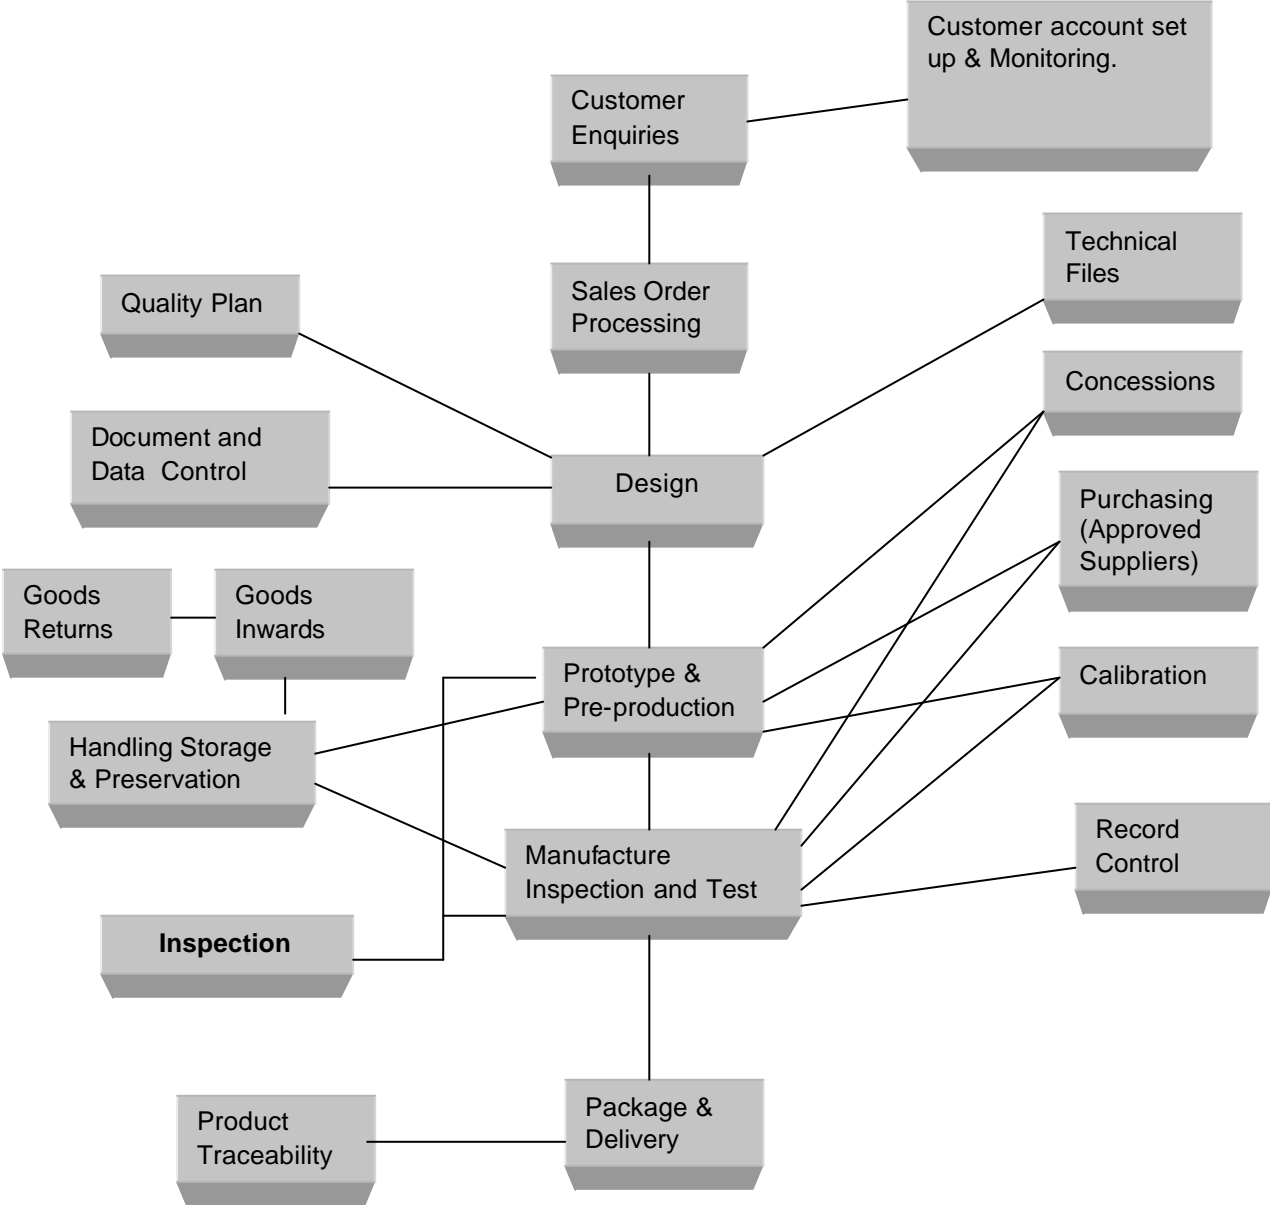 Customer account set
up & Monitoring.
Customer
Enquiries
Technical
Files
Sales Order
Processing
Quality Plan
Concessions
Document and
Data Control
Design
Purchasing
(Approved
Suppliers)
Goods
Returns
Goods
Inwards
Prototype &
Pre-production
Calibration
Handling Storage
& Preservation
Manufacture
Inspection and Test
Record
Control
Inspection
Package &
Delivery
Product
Traceability